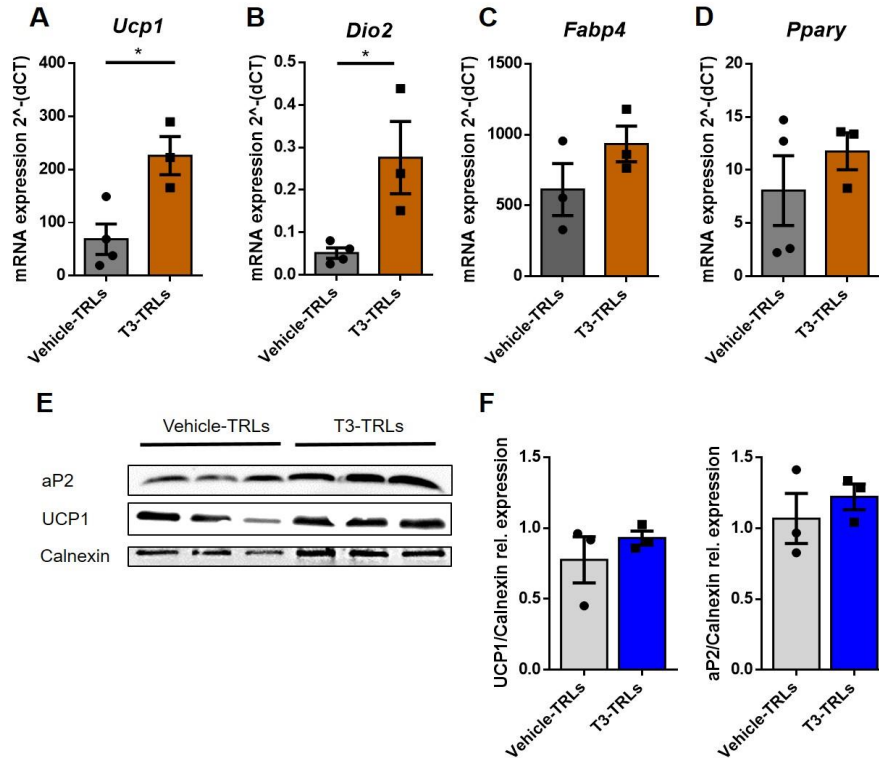 A
Ucp1
*
mRNA expression 2^-(dCT)
400
300
200
100
0
Vehicle-TRLs
T3-TRLs
B
Dio2
*
mRNA expression 2^-(dCT)
0.5
0.4
0.3
0.2
0.1
0.0
Vehicle-TRLs
T3-TRLs
C
Fabp4
mRNA expression 2^-(dCT)
1500
1000
500
0
Vehicle-TRLs
T3-TRLs
D
Ppary
mRNA expression 2^-(dCT)
20
15
10
5
0
Vehicle-TRLs
T3-TRLs
E
Vehicle-TRLs
T3-TRLs
aP2
UCP1
Calnexin
F
UCP1/Calnexin rel. expression
1.5
1.0
0.5
0.0
Vehicle-TRLs
T3-TRLs
aP2/Calnexin rel. expression
1.5
1.0
0.5
0.0
Vehicle-TRLs
T3-TRLs